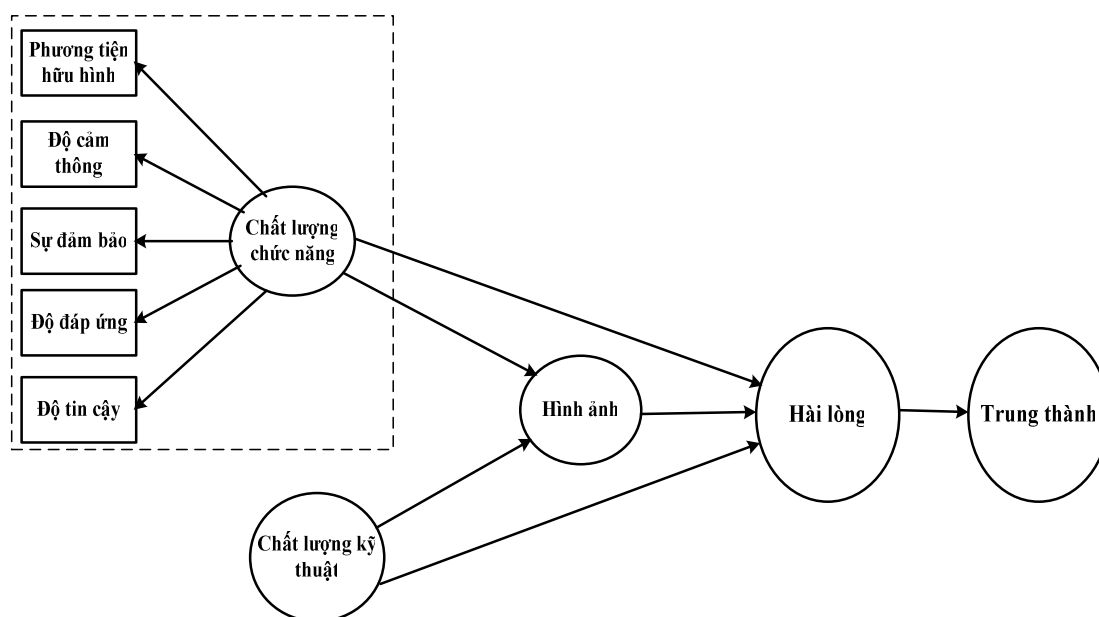 Phương tiện
hữu hình
Độ cảm
thông
Sự đảm bảo
Độ đáp ứng
Độ tin cậy
Chất lượng
chức năng
Hình ảnh
Chất lượng kỹ
thuật
Hài lòng
Trung thành